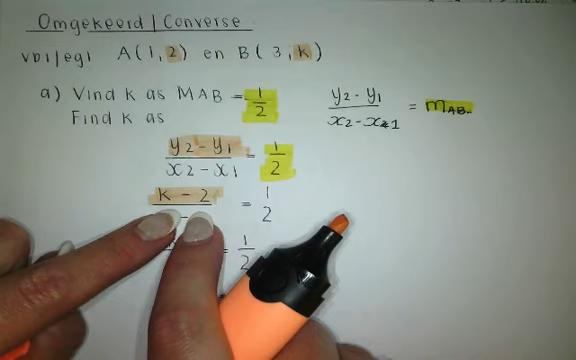 Omgekeerd | Converse
vb1/eg1 A(1,2) en B(3,k)
a) Vind k as MAB = 1/2
Find k as
y2 - y1 / x2 - x1 = mAB.
y2 - y1 / x2 - x1 = 1/2
k - 2 / - = 1/2
= 1/2